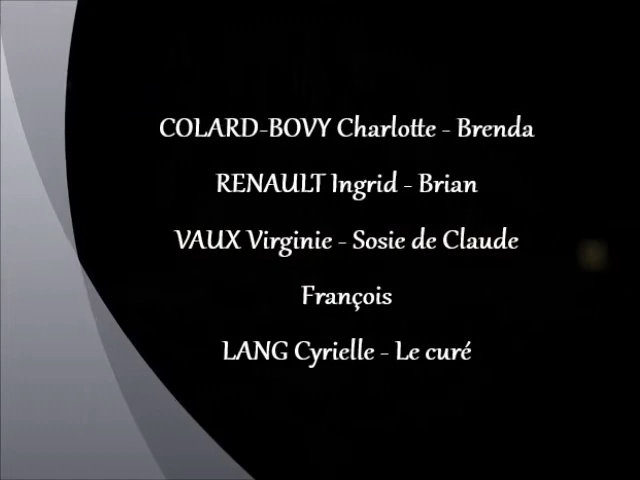 COLARD-BOVY Charlotte - Brenda
RENAULT Ingrid - Brian
VAUX Virginie - Sosie de Claude
François
LANG Cyrielle - Le curé